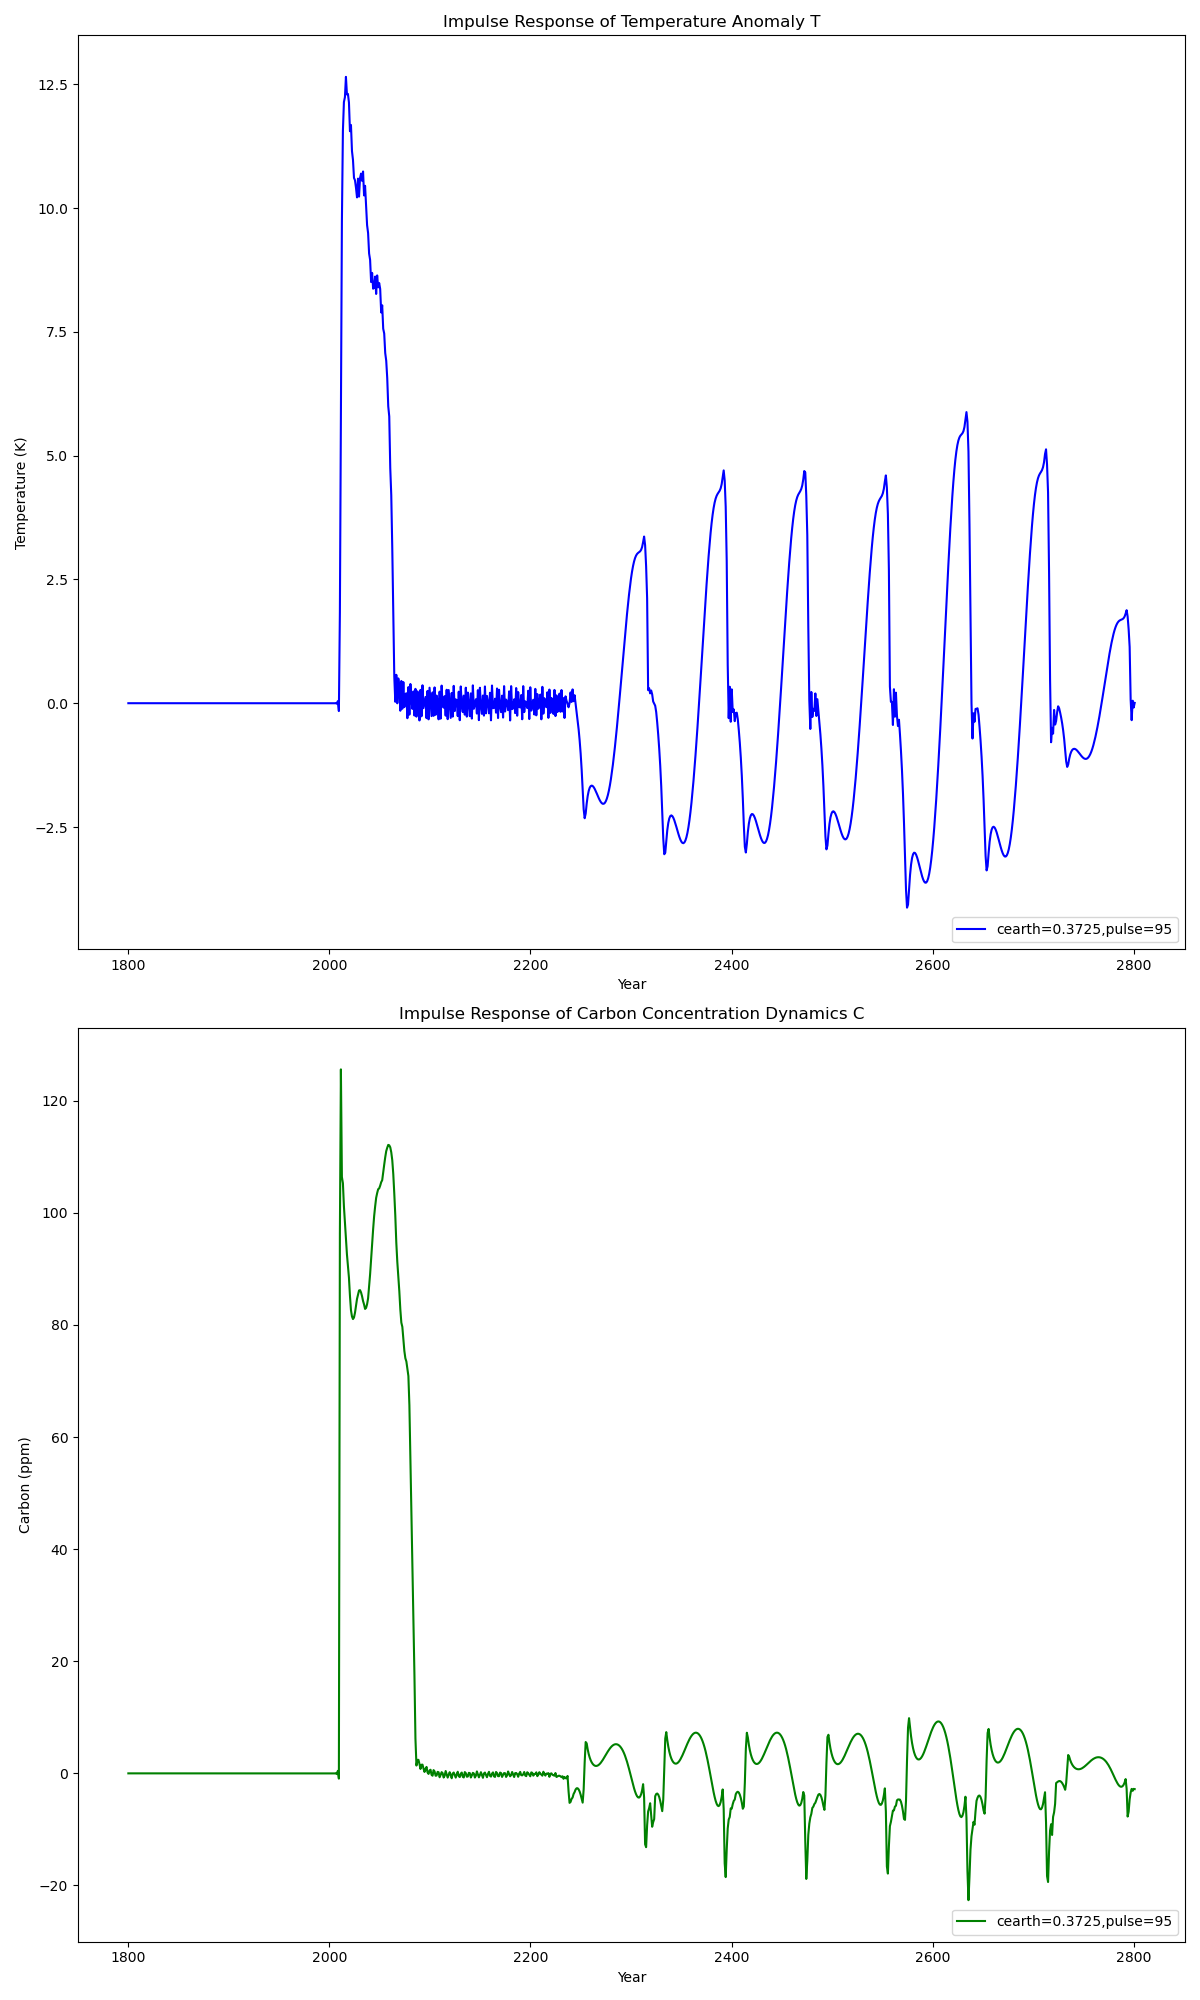 Impulse Response of Temperature Anomaly T
12.5
10.0
7.5
5.0
2.5
0.0
−2.5
Temperature (K)
cearth=0.3725,pulse=95
1800 2000 2200 2400 2600 2800
Year
Impulse Response of Carbon Concentration Dynamics C
120
100
80
60
40
20
0
−20
Carbon (ppm)
cearth=0.3725,pulse=95
1800 2000 2200 2400 2600 2800
Year